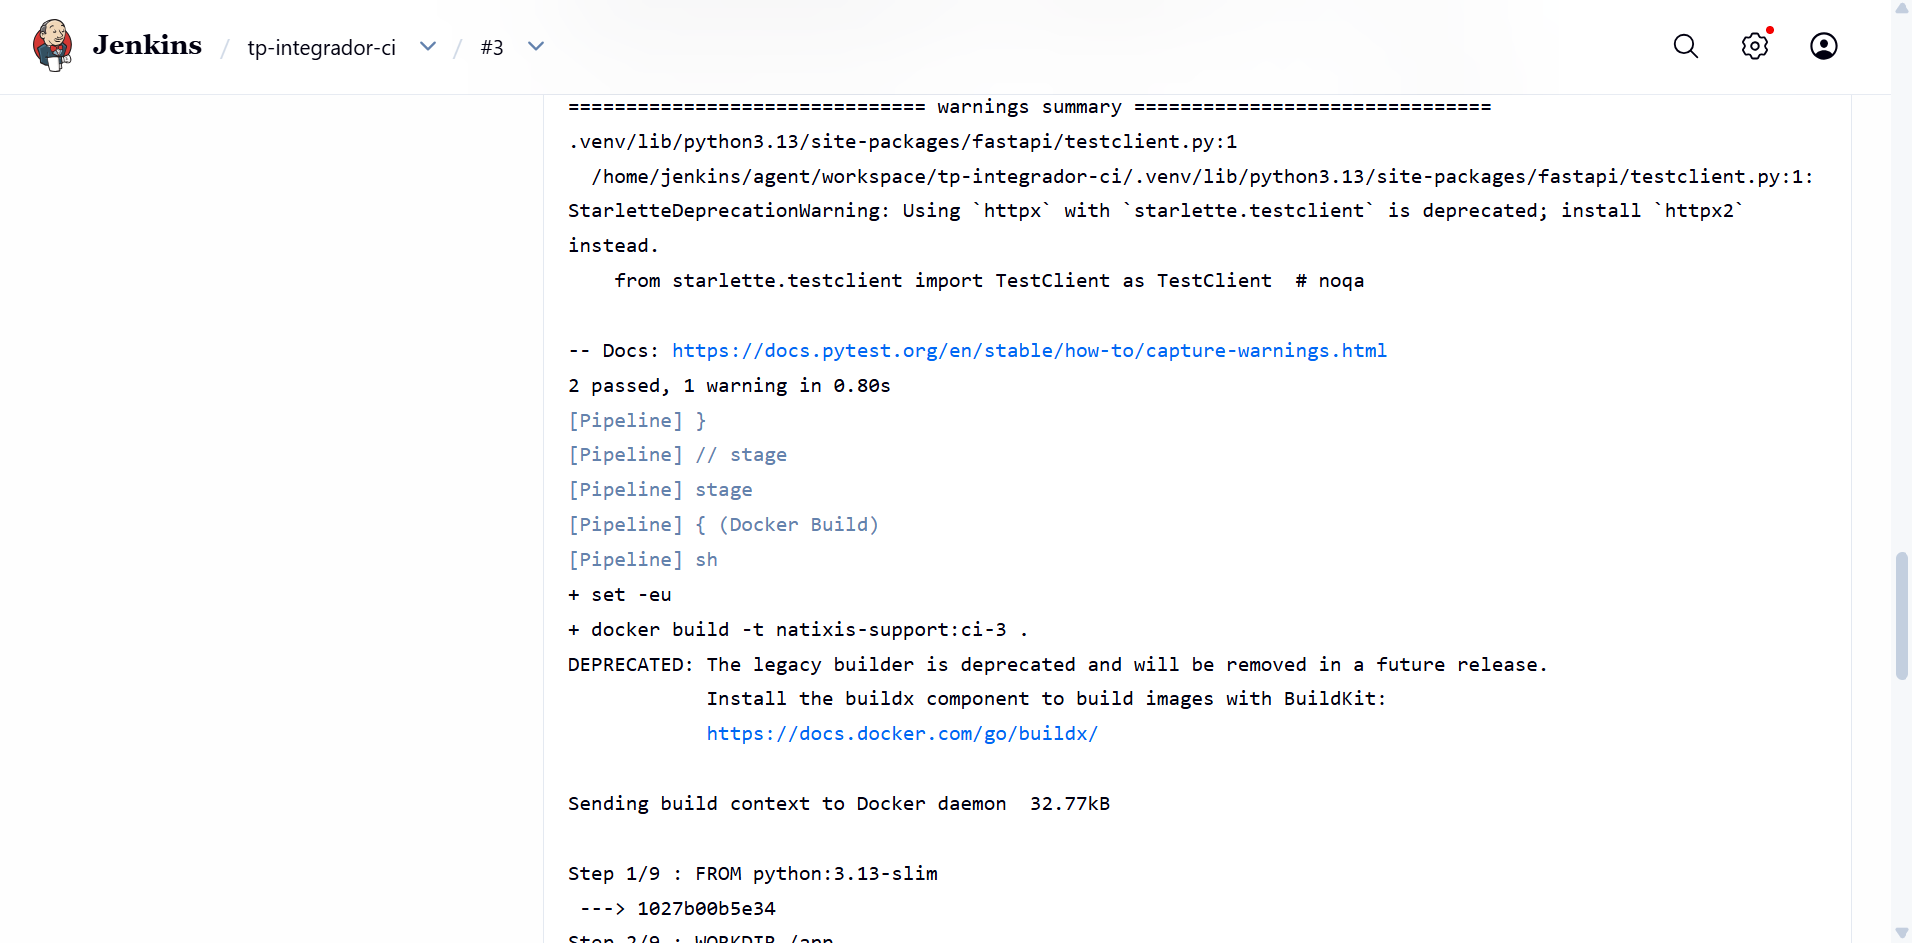 Jenkins / tp-integrador-ci / #3
============================== warnings summary ==============================
.venv/lib/python3.13/site-packages/fastapi/testclient.py:1
  /home/jenkins/agent/workspace/tp-integrador-ci/.venv/lib/python3.13/site-packages/fastapi/testclient.py:1:
StarletteDeprecationWarning: Using `httpx` with `starlette.testclient` is deprecated; install `httpx2`
instead.
    from starlette.testclient import TestClient as TestClient  # noqa
-- Docs: https://docs.pytest.org/en/stable/how-to/capture-warnings.html
2 passed, 1 warning in 0.80s
[Pipeline] }
[Pipeline] // stage
[Pipeline] stage
[Pipeline] { (Docker Build)
[Pipeline] sh
+ set -eu
+ docker build -t natixis-support:ci-3 .
DEPRECATED: The legacy builder is deprecated and will be removed in a future release.
            Install the buildx component to build images with BuildKit:
            https://docs.docker.com/go/buildx/
Sending build context to Docker daemon  32.77kB
Step 1/9 : FROM python:3.13-slim
 ---> 1027b00b5e34
Step 2/9 : WORKDIR /app